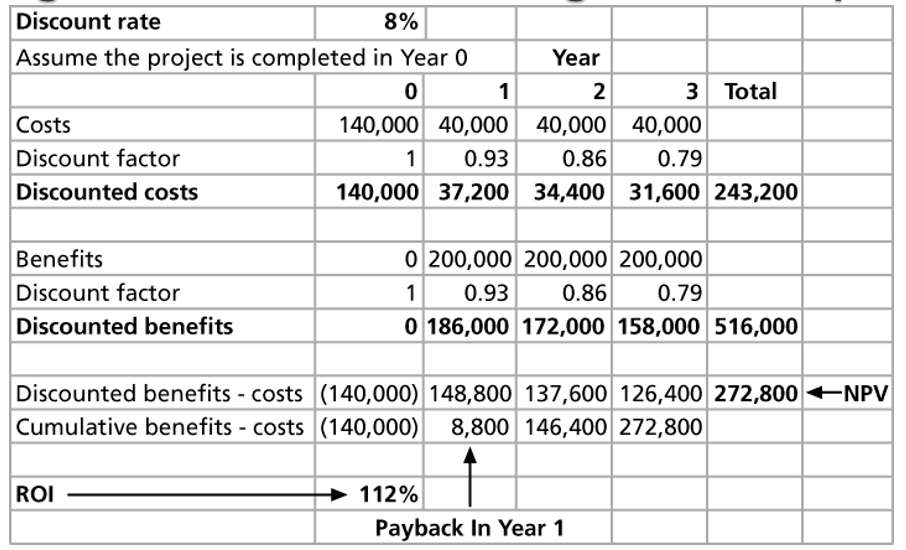 Discount rate 8%
Assume the project is completed in Year 0 Year
0 1 2 3 Total
Costs 140,000 40,000 40,000 40,000
Discount factor 1 0.93 0.86 0.79
Discounted costs 140,000 37,200 34,400 31,600 243,200
Benefits 0 200,000 200,000 200,000
Discount factor 1 0.93 0.86 0.79
Discounted benefits 0 186,000 172,000 158,000 516,000
Discounted benefits - costs (140,000) 148,800 137,600 126,400 272,800 NPV
Cumulative benefits - costs (140,000) 8,800 146,400 272,800
ROI 112%
Payback In Year 1